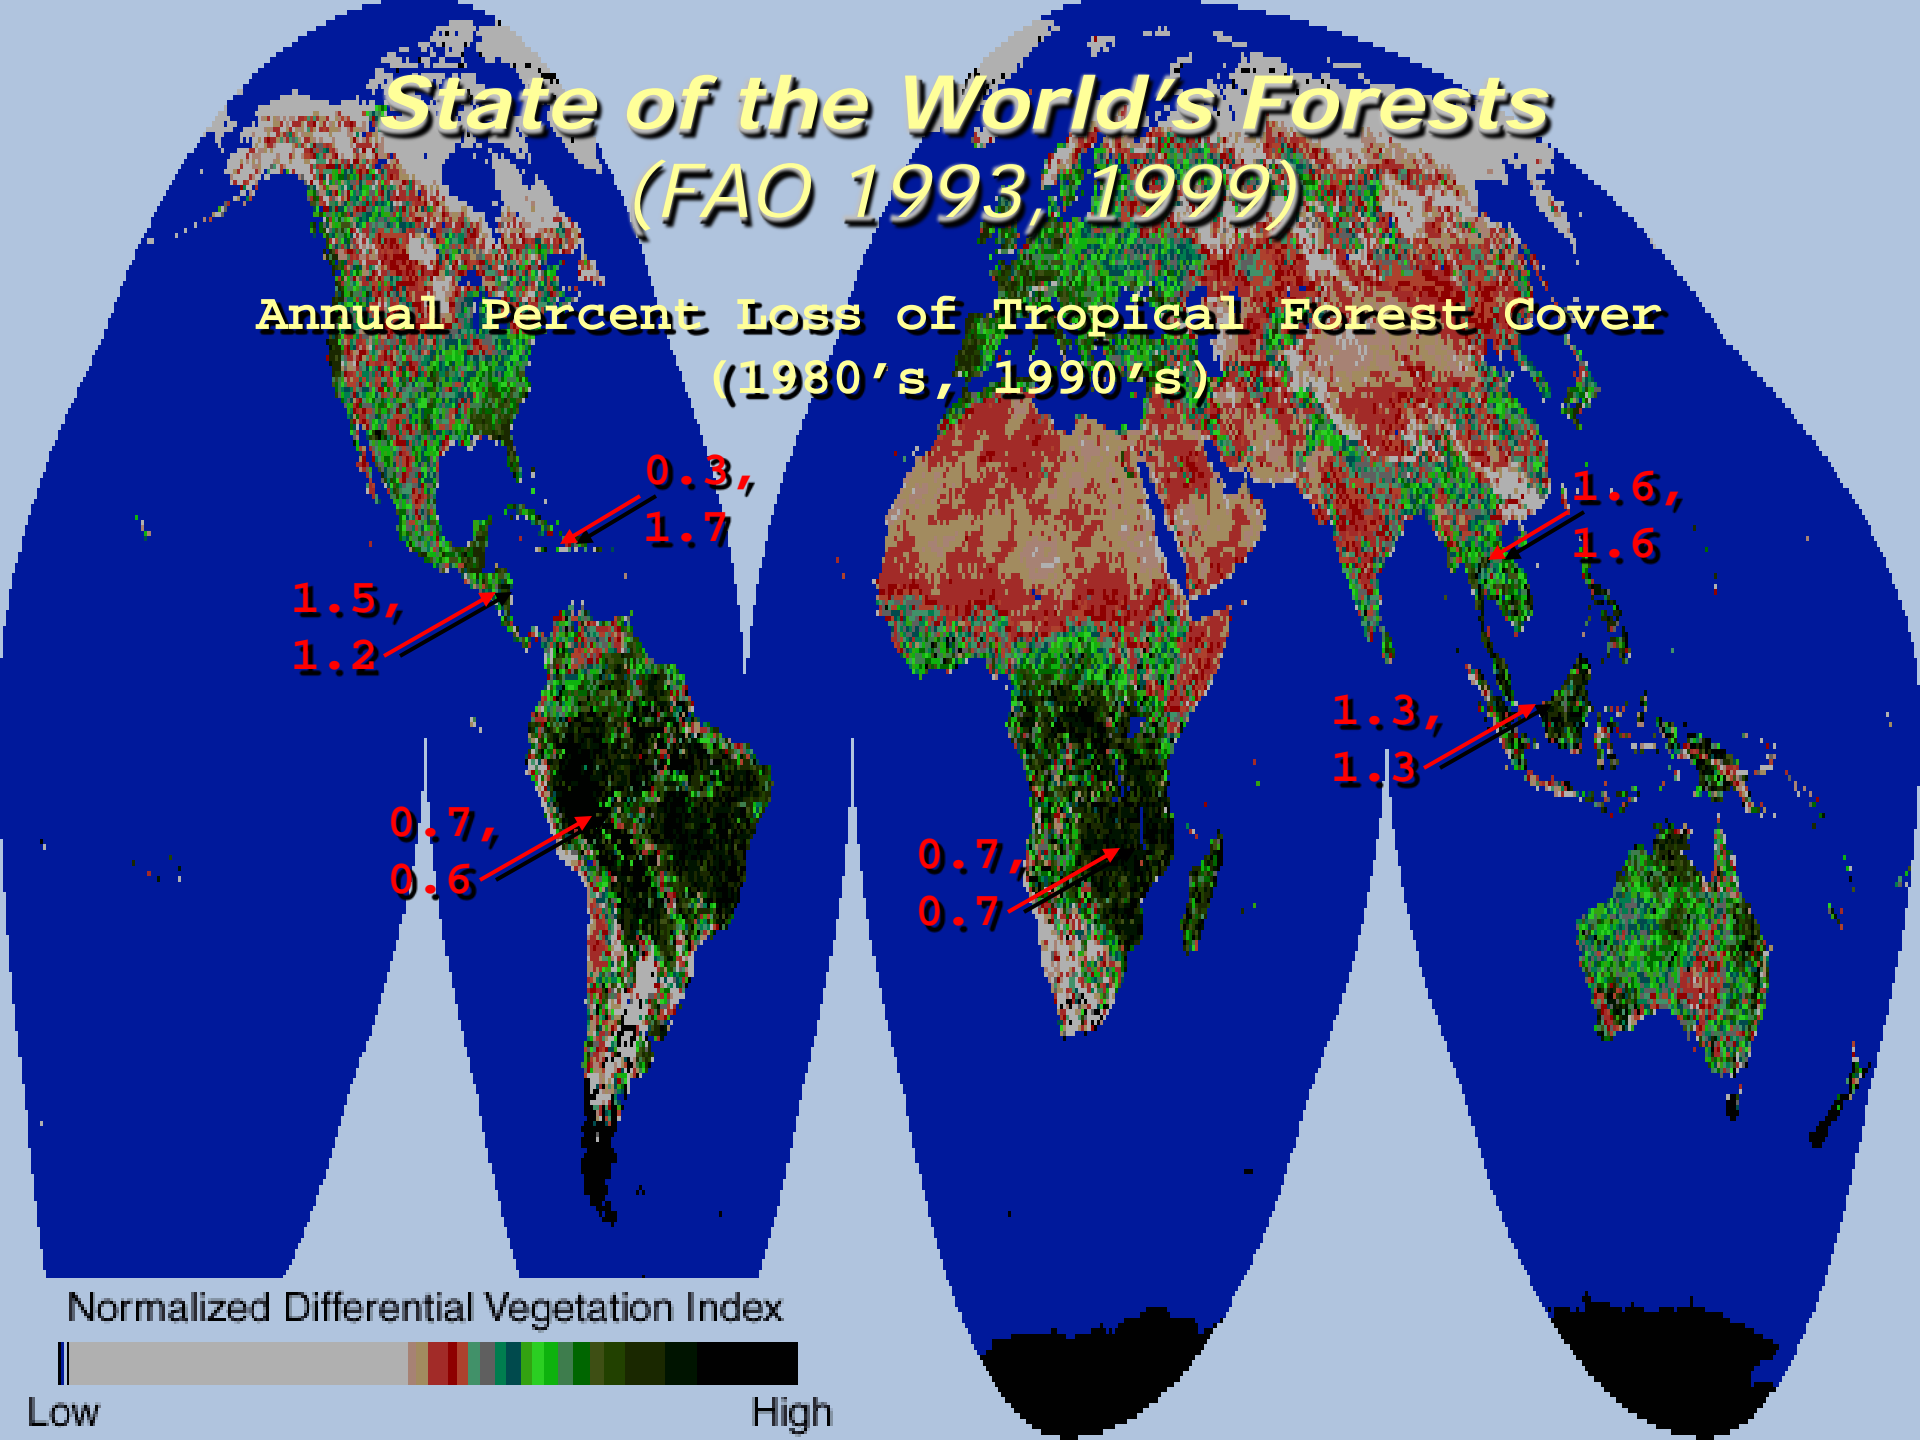 State of the World's Forests
(FAO 1993, 1999)
Annual Percent Loss of Tropical Forest Cover
(1980's, 1990's)
0.3,
1.7
1.6,
1.6
1.5,
1.2
1.3,
1.3
0.7,
0.6
0.7,
0.7
Normalized Differential Vegetation Index
Low High